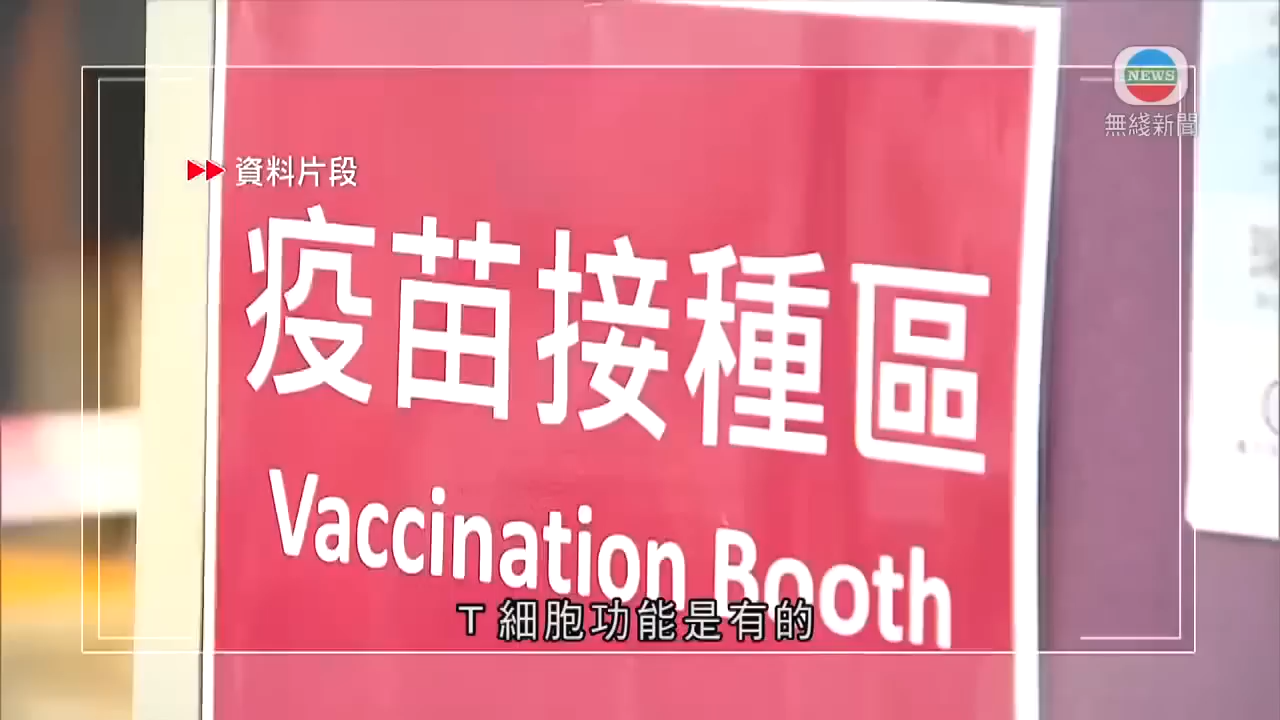 NEWS
無綫新聞
資料片段
疫苗接種區
Vaccination Booth
T 細胞功能是有的